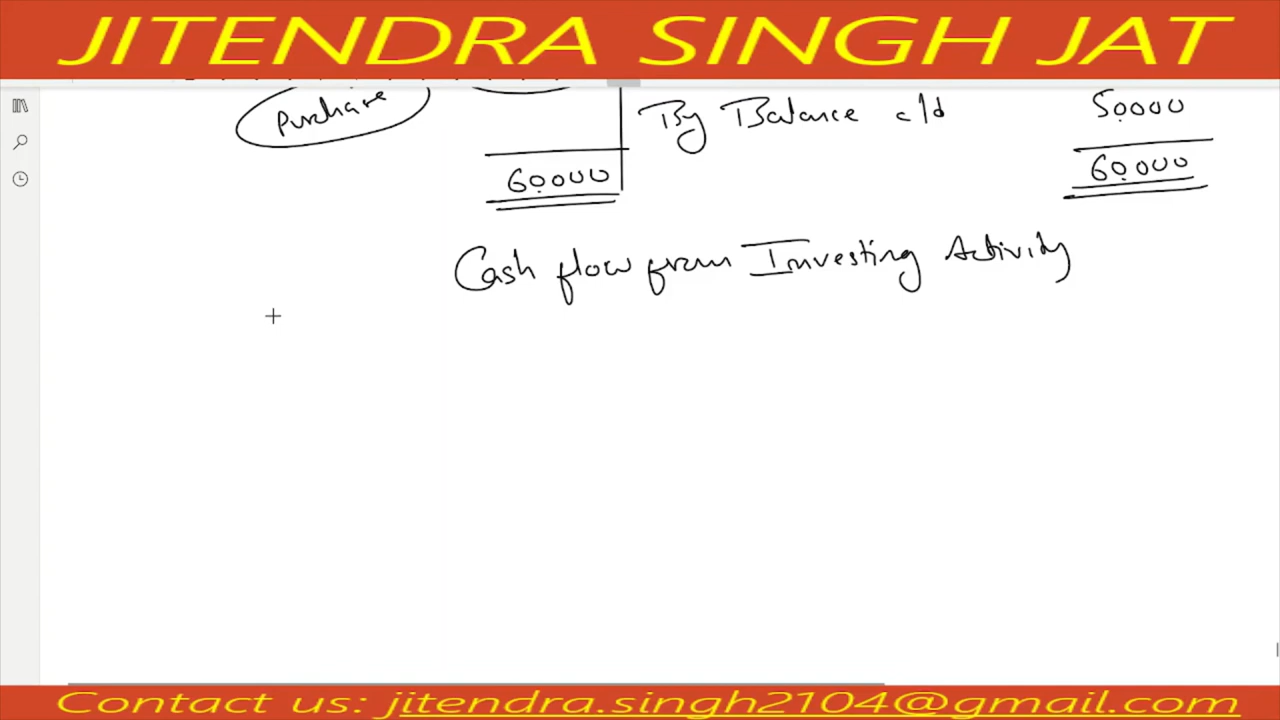 JITENDRA SINGH JAT
Purchase
By Balance c/d 50000
60000 60000
Cash flow from Investing Activity
Contact us: jitendra.singh2104@gmail.com